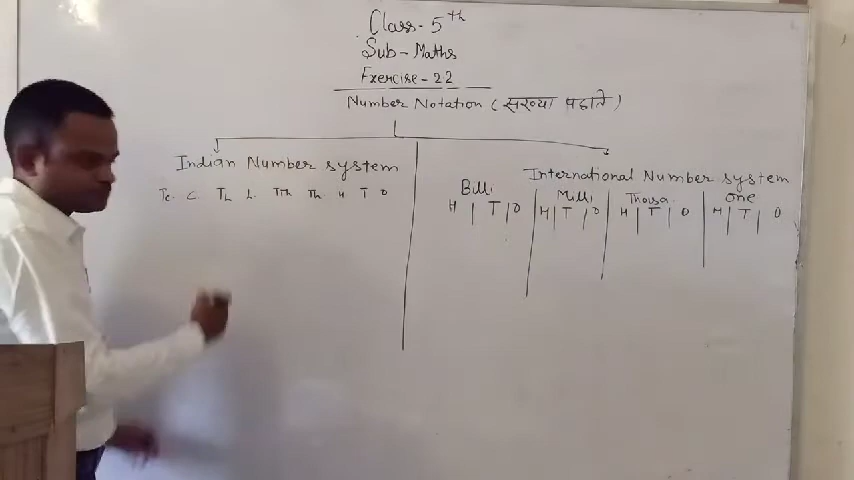 Class - 5th
Sub - Maths
Exercise - 22
Number Notation (संख्या पद्धति)
Indian Number system
Tc. C. TL L. TTh Th. H T O
International Number system
Billi Milli Thousa. One
H | T | O H | T | O H | T | O H | T | O